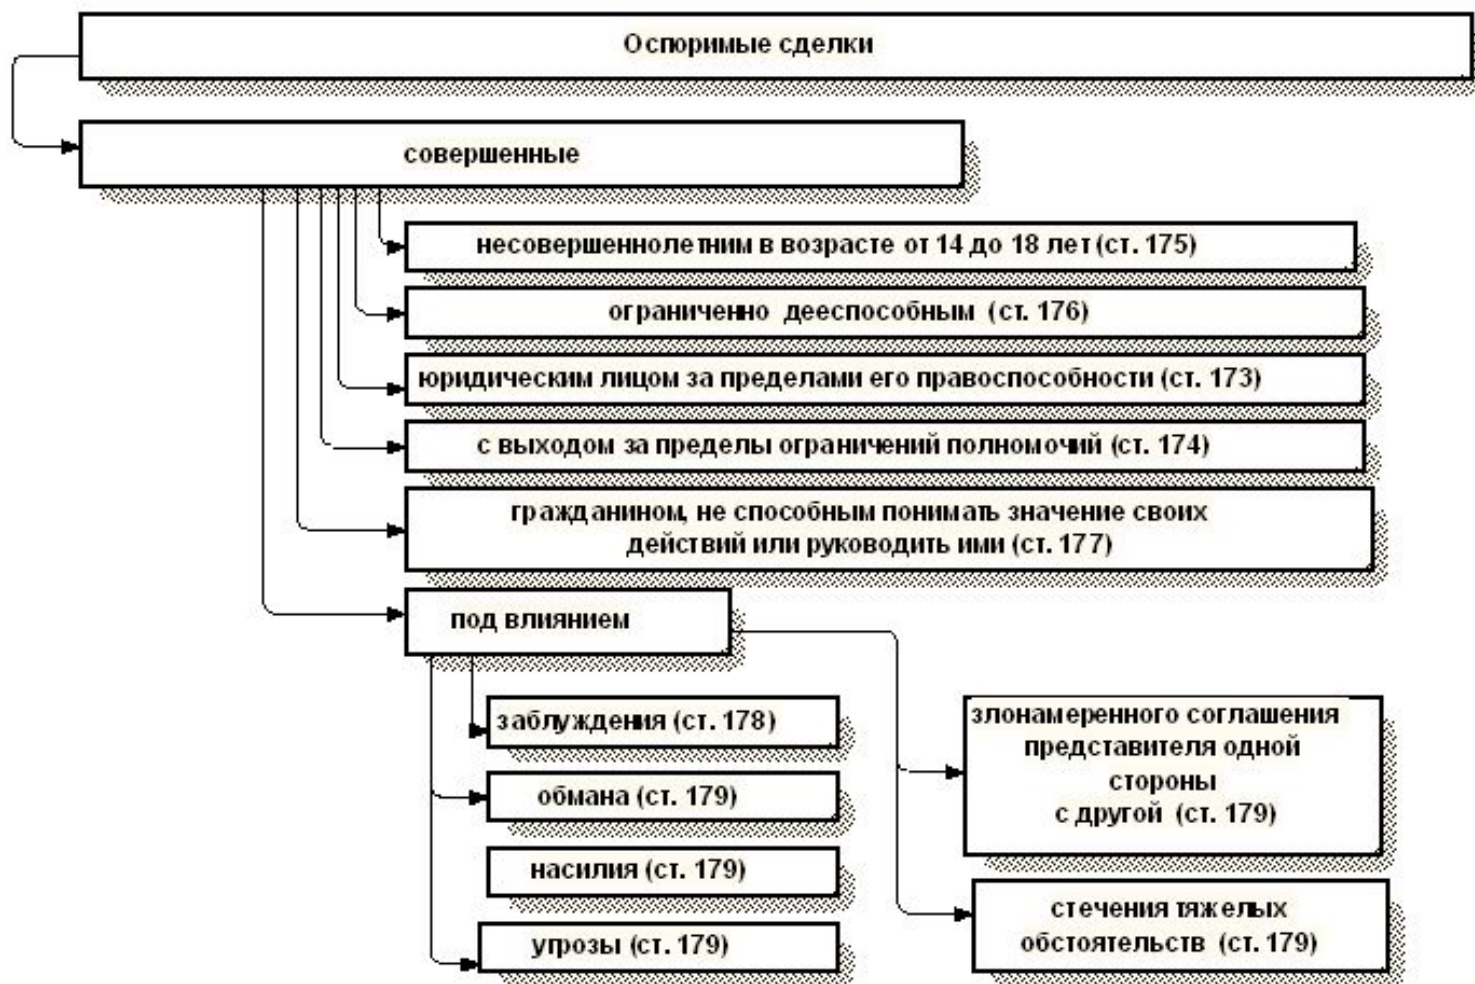 Оспоримые сделки
совершенные
несовершеннолетним в возрасте от 14 до 18 лет (ст. 175)
ограниченно дееспособным (ст. 176)
юридическим лицом за пределами его правоспособности (ст. 173)
с выходом за пределы ограничений полномочий (ст. 174)
гражданином, не способным понимать значение своих
действий или руководить ими (ст. 177)
под влиянием
заблуждения (ст. 178)
обмана (ст. 179)
насилия (ст. 179)
угрозы (ст. 179)
злонамеренного соглашения
представителя одной
стороны
с другой (ст. 179)
стечения тяжелых
обстоятельств (ст. 179)